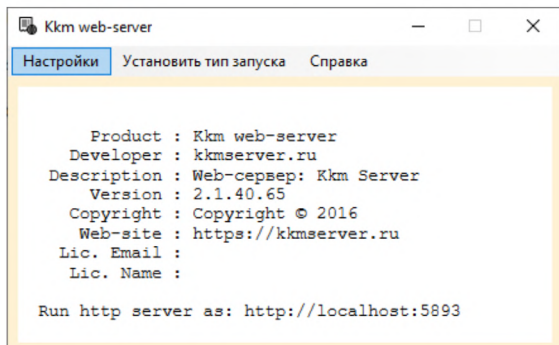 Kkm web-server
Настройки Установить тип запуска Справка
Product : Kkm web-server
Developer : kkmserver.ru
Description : Web-сервер: Kkm Server
Version : 2.1.40.65
Copyright : Copyright © 2016
Web-site : https://kkmserver.ru
Lic. Email :
Lic. Name :
Run http server as: http://localhost:5893